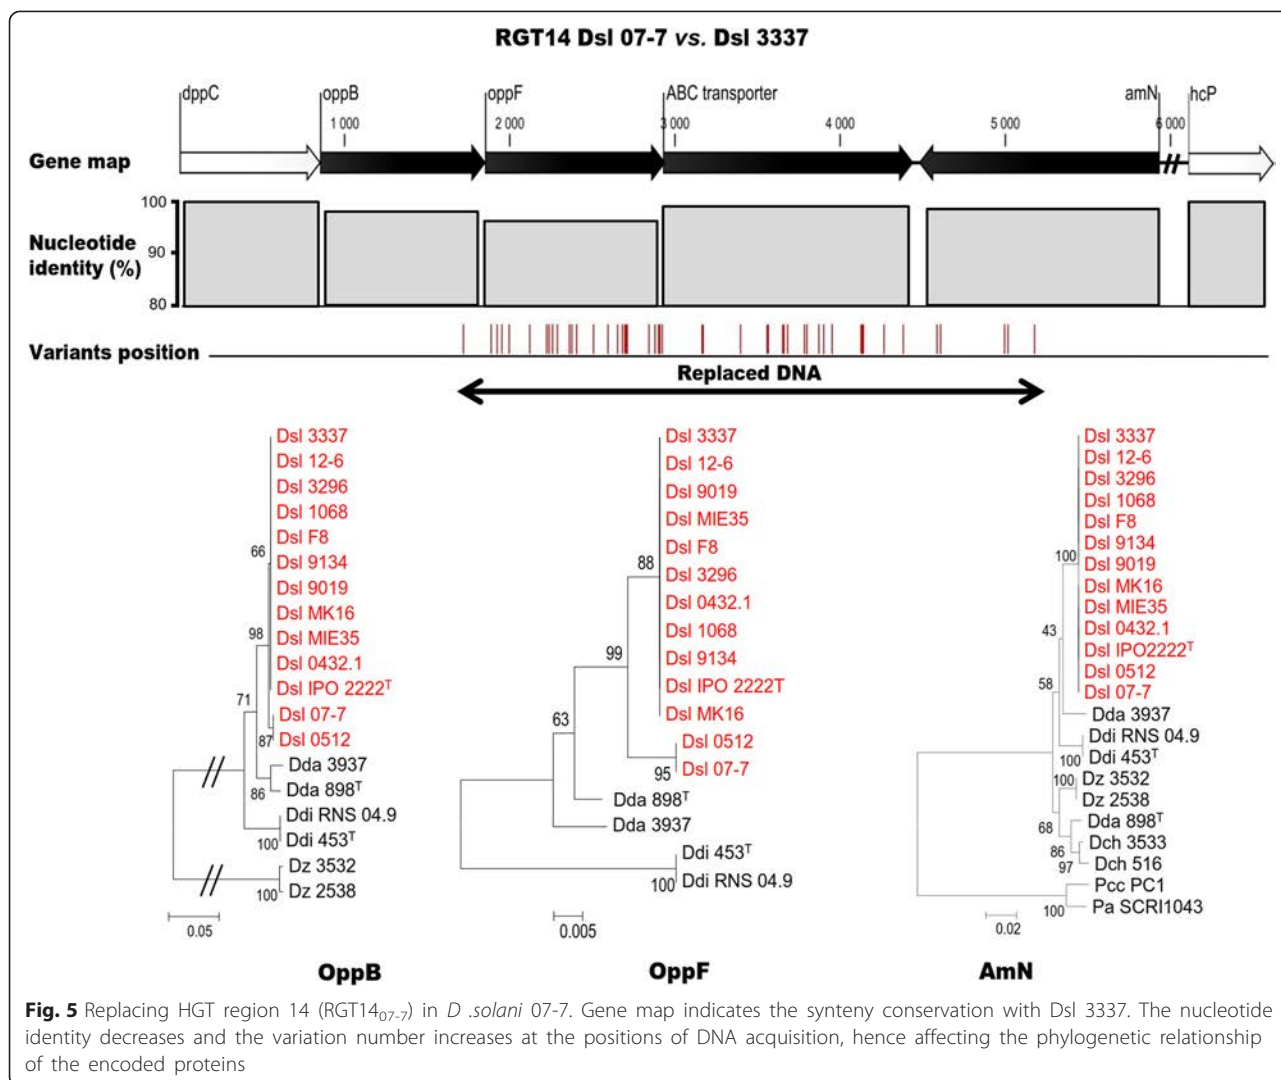 RGT14 Dsl 07-7 vs. Dsl 3337
dppC oppB oppF ABC transporter amN hcP
1 000 2 000 3 000 4 000 5 000 6 000
Gene map
100
Nucleotide
identity (%)
90
80
Variants position
Replaced DNA
Dsl 3337
Dsl 12-6
Dsl 3296
Dsl 1068
Dsl F8
66
Dsl 9134
Dsl 9019
Dsl MK16
98
Dsl MIE35
Dsl 0432.1
Dsl IPO 2222ᵀ
71
Dsl 07-7
87
Dsl 0512
Dda 3937
86
Dda 898ᵀ
Ddi RNS 04.9
100
Ddi 453ᵀ
Dz 3532
100
Dz 2538
0.05
OppB
Dsl 3337
Dsl 12-6
Dsl 9019
Dsl MIE35
Dsl F8
88
Dsl 3296
Dsl 0432.1
Dsl 1068
99
Dsl 9134
Dsl IPO 2222T
Dsl MK16
63
Dsl 0512
95
Dsl 07-7
Dda 898ᵀ
Dda 3937
Ddi 453ᵀ
100
Ddi RNS 04.9
0.005
OppF
Dsl 3337
Dsl 12-6
Dsl 3296
Dsl 1068
Dsl F8
Dsl 9134
100
Dsl 9019
Dsl MK16
Dsl MIE35
43
Dsl 0432.1
Dsl IPO2222ᵀ
Dsl 0512
58
Dsl 07-7
Dda 3937
Ddi RNS 04.9
100
Ddi 453ᵀ
100
Dz 3532
Dz 2538
68
Dda 898ᵀ
Dch 3533
86
97
Dch 516
Pcc PC1
100
Pa SCRI1043
0.02
AmN
Fig. 5 Replacing HGT region 14 (RGT14₀₇₋₇) in D .solani 07-7. Gene map indicates the synteny conservation with Dsl 3337. The nucleotide
identity decreases and the variation number increases at the positions of DNA acquisition, hence affecting the phylogenetic relationship
of the encoded proteins